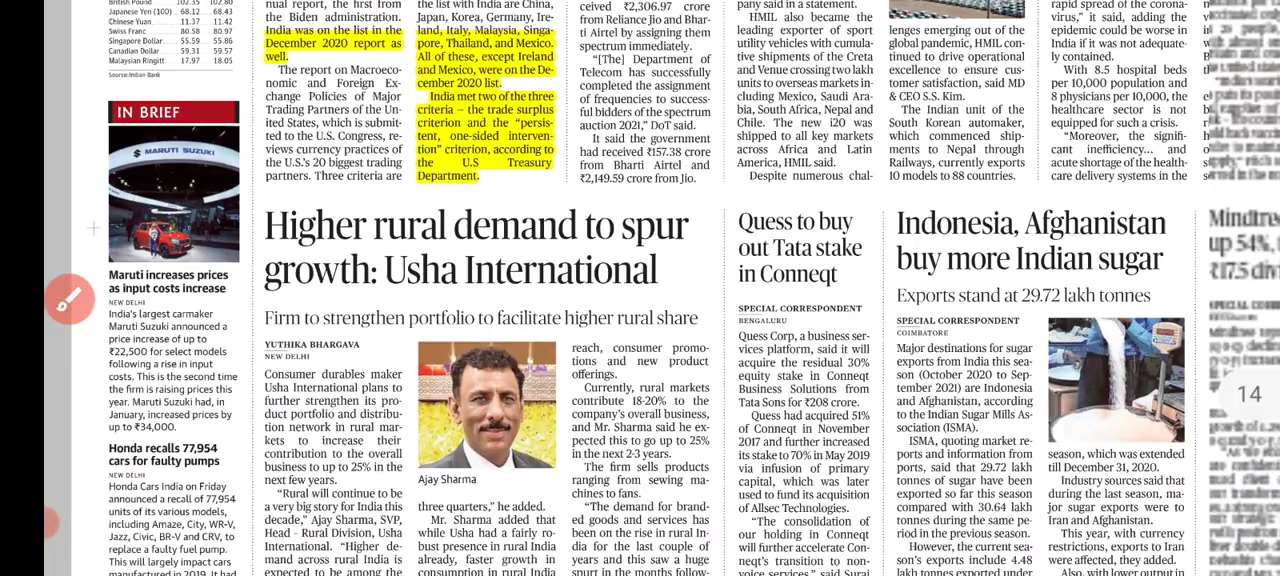 British Pound 102.35 102.80
Japanese Yen (100) 68.12 68.43
Chinese Yuan 11.37 11.42
Swiss Franc 80.58 80.97
Singapore Dollar 55.59 55.86
Canadian Dollar 59.31 59.57
Malaysian Ringitt 17.97 18.05
Source:Indian Bank
IN BRIEF
MARUTI SUZUKI
Maruti increases prices
as input costs increase
NEW DELHI
India's largest carmaker
Maruti Suzuki announced a
price increase of up to
₹22,500 for select models
following a rise in input
costs. This is the second time
the firm is raising prices this
year. Maruti Suzuki had, in
January, increased prices by
up to ₹34,000.
Honda recalls 77,954
cars for faulty pumps
NEW DELHI
Honda Cars India on Friday
announced a recall of 77,954
units of its various models,
including Amaze, City, WR-V,
Jazz, Civic, BR-V and CRV, to
replace a faulty fuel pump.
This will largely impact cars
manufactured in 2019. It had
nual report, the first from
the Biden administration.
India was on the list in the
December 2020 report as
well.
The report on Macroeco-
nomic and Foreign Ex-
change Policies of Major
Trading Partners of the Un-
ited States, which is submit-
ted to the U.S. Congress, re-
views currency practices of
the U.S.'s 20 biggest trading
partners. Three criteria are
the list with India are China,
Japan, Korea, Germany, Ire-
land, Italy, Malaysia, Singa-
pore, Thailand, and Mexico.
All of these, except Ireland
and Mexico, were on the De-
cember 2020 list.
India met two of the three
criteria – the trade surplus
criterion and the “persis-
tent, one-sided interven-
tion” criterion, according to
the U.S Treasury
Department.
ceived ₹2,306.97 crore
from Reliance Jio and Bhar-
ti Airtel by assigning them
spectrum immediately.
“[The] Department of
Telecom has successfully
completed the assignment
of frequencies to success-
ful bidders of the spectrum
auction 2021,” DoT said.
It said the government
had received ₹157.38 crore
from Bharti Airtel and
₹2,149.59 crore from Jio.
pany said in a statement.
HMIL also became the
leading exporter of sport
utility vehicles with cumula-
tive shipments of the Creta
and Venue crossing two lakh
units to overseas markets in-
cluding Mexico, Saudi Ara-
bia, South Africa, Nepal and
Chile. The new i20 was
shipped to all key markets
across Africa and Latin
America, HMIL said.
Despite numerous chal-
lenges emerging out of the
global pandemic, HMIL con-
tinued to drive operational
excellence to ensure cus-
tomer satisfaction, said MD
& CEO S.S. Kim.
The Indian unit of the
South Korean automaker,
which commenced ship-
ments to Nepal through
Railways, currently exports
10 models to 88 countries.
rapid spread of the corona-
virus,” it said, adding the
epidemic could be worse in
India if it was not adequate-
ly contained.
With 8.5 hospital beds
per 10,000 population and
8 physicians per 10,000, the
healthcare sector is not
equipped for such a crisis.
“Moreover, the signifi-
cant inefficiency... and
acute shortage of the health-
care delivery systems in the
Higher rural demand to spur
growth: Usha International
Firm to strengthen portfolio to facilitate higher rural share
YUTHIKA BHARGAVA
NEW DELHI
Consumer durables maker
Usha International plans to
further strengthen its pro-
duct portfolio and distribu-
tion network in rural mar-
kets to increase their
contribution to the overall
business to up to 25% in the
next few years.
“Rural will continue to be
a very big story for India this
decade,” Ajay Sharma, SVP,
Head - Rural Division, Usha
International. “Higher de-
mand across rural India is
expected to be among the
Ajay Sharma
three quarters,” he added.
Mr. Sharma added that
while Usha had a fairly ro-
bust presence in rural India
already, faster growth in
consumption in rural India
reach, consumer promo-
tions and new product
offerings.
Currently, rural markets
contribute 18-20% to the
company's overall business,
and Mr. Sharma said he ex-
pected this to go up to 25%
in the next 2-3 years.
The firm sells products
ranging from sewing ma-
chines to fans.
“The demand for brand-
ed goods and services has
been on the rise in rural In-
dia for the last couple of
years and this saw a huge
spurt in the months follow-
Quess to buy
out Tata stake
in Conneqt
SPECIAL CORRESPONDENT
BENGALURU
Quess Corp, a business ser-
vices platform, said it will
acquire the residual 30%
equity stake in Conneqt
Business Solutions from
Tata Sons for ₹208 crore.
Quess had acquired 51%
of Conneqt in November
2017 and further increased
its stake to 70% in May 2019
via infusion of primary
capital, which was later
used to fund its acquisition
of Allsec Technologies.
“The consolidation of
our holding in Conneqt
will further accelerate Con-
neqt's transition to non-
voice services,” said Suraj
Indonesia, Afghanistan
buy more Indian sugar
Exports stand at 29.72 lakh tonnes
SPECIAL CORRESPONDENT
COIMBATORE
Major destinations for sugar
exports from India this sea-
son (October 2020 to Sep-
tember 2021) are Indonesia
and Afghanistan, according
to the Indian Sugar Mills As-
sociation (ISMA).
ISMA, quoting market re-
ports and information from
ports, said that 29.72 lakh
tonnes of sugar have been
exported so far this season
compared with 30.64 lakh
tonnes during the same pe-
riod in the previous season.
However, the current sea-
son's exports include 4.48
lakh tonnes exported under
season, which was extended
till December 31, 2020.
Industry sources said that
during the last season, ma-
jor sugar exports were to
Iran and Afghanistan.
This year, with currency
restrictions, exports to Iran
were affected, they added.
Also, with lower output in
Mindtree
up 54%,
₹17.5 div
14